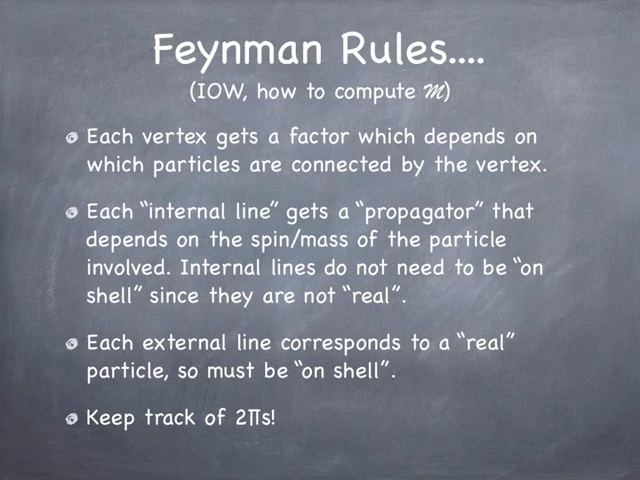 Feynman Rules....
(IOW, how to compute ℳ)
Each vertex gets a factor which depends on
which particles are connected by the vertex.
Each “internal line” gets a “propagator” that
depends on the spin/mass of the particle
involved. Internal lines do not need to be “on
shell” since they are not “real”.
Each external line corresponds to a “real”
particle, so must be “on shell”.
Keep track of 2πs!